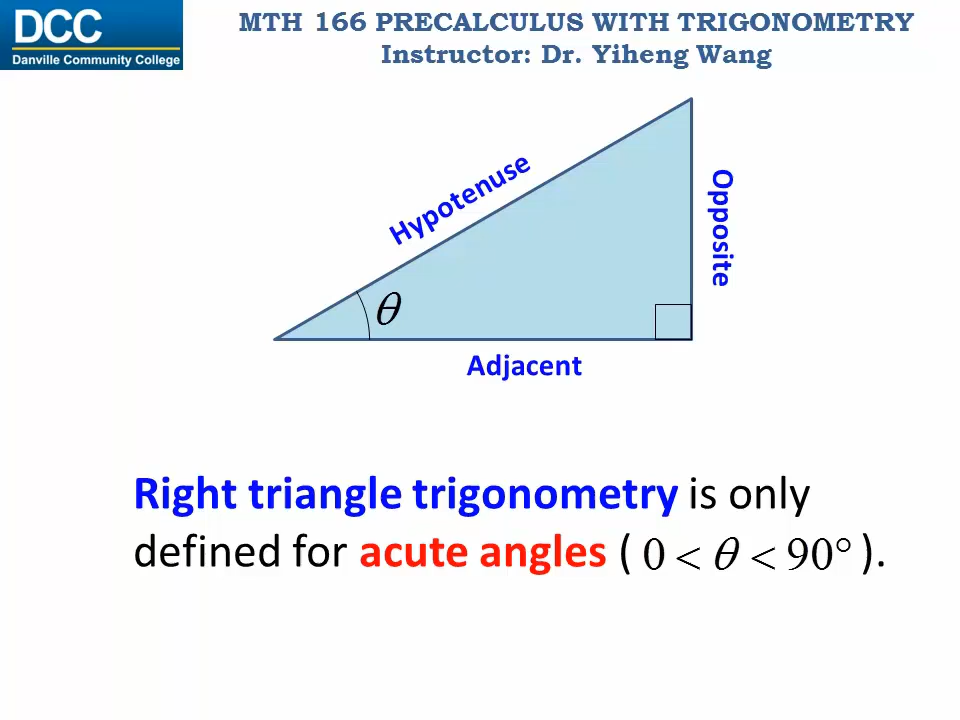 DCC
Danville Community College
MTH 166 PRECALCULUS WITH TRIGONOMETRY
Instructor: Dr. Yiheng Wang
Hypotenuse
Opposite
θ
Adjacent
Right triangle trigonometry is only
defined for acute angles ( 0 < θ < 90° ).